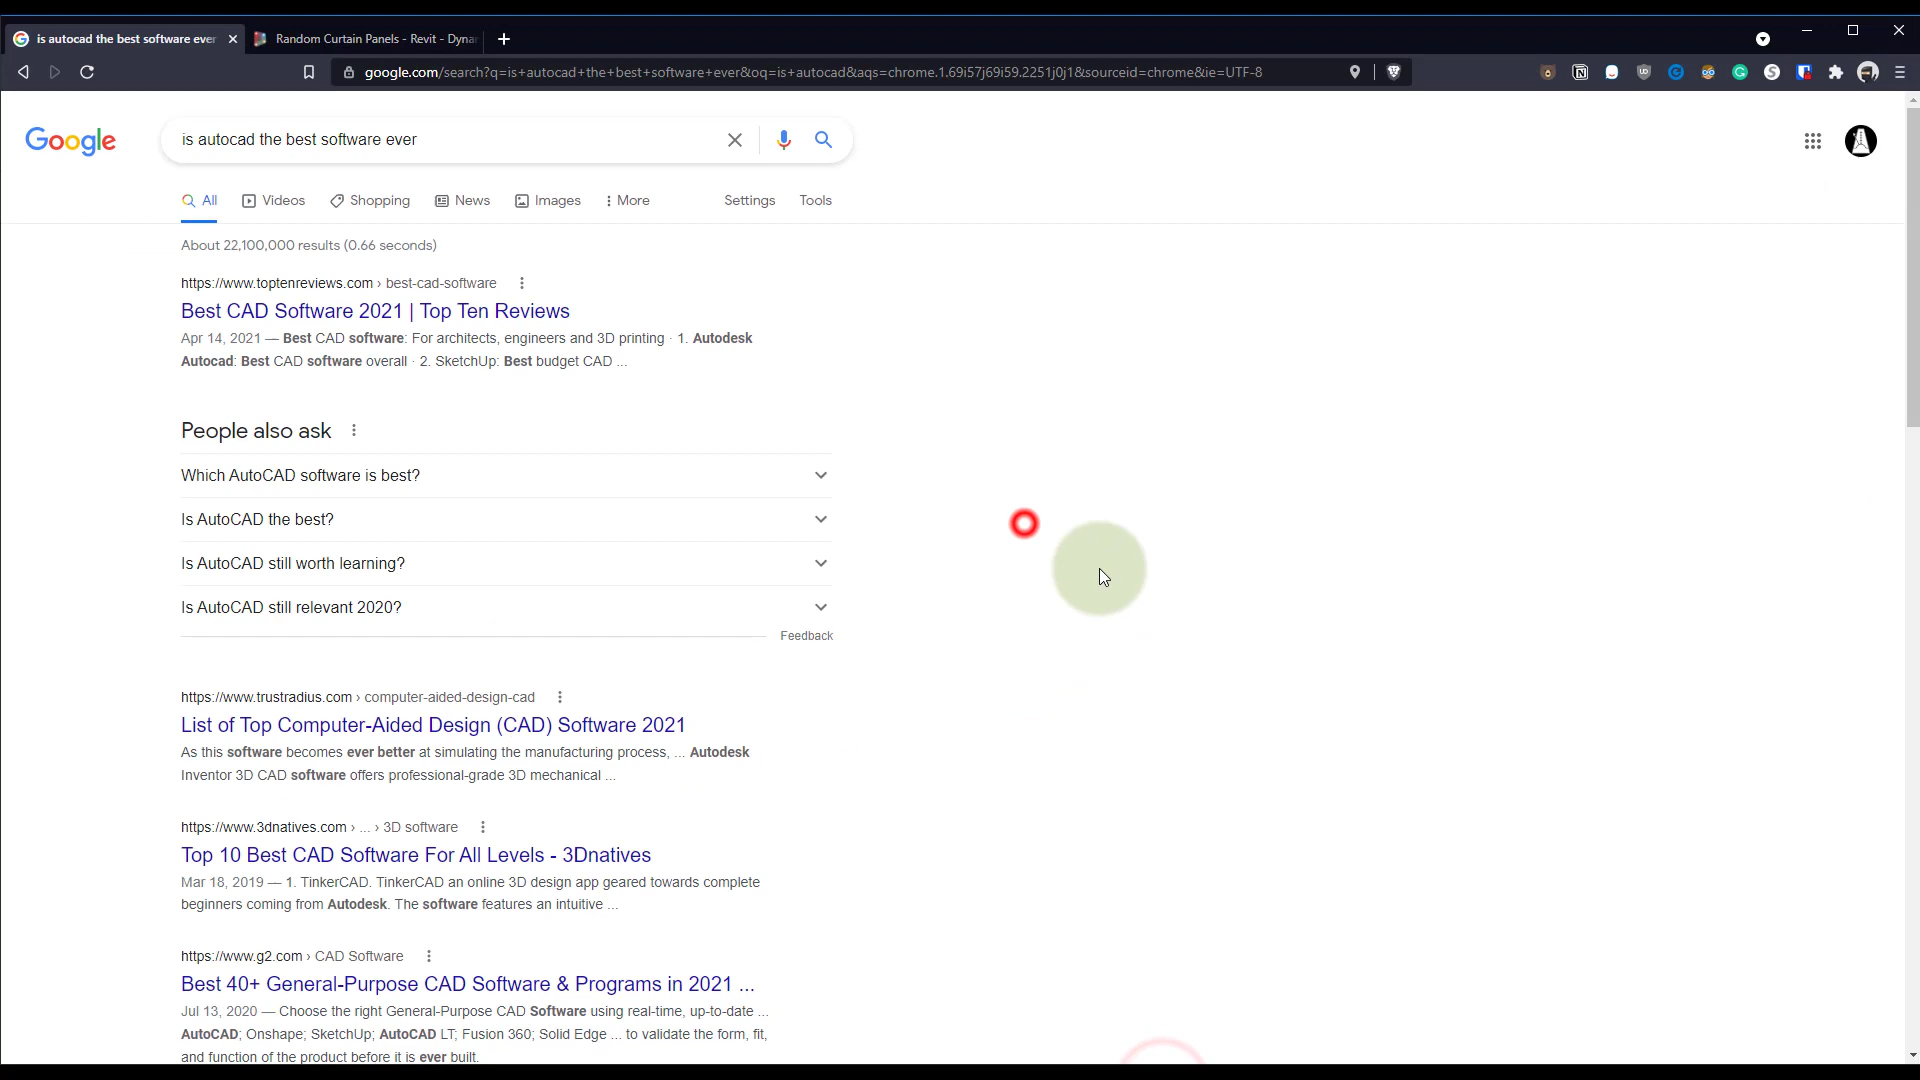 is autocad the best software ever
Random Curtain Panels - Revit - Dyna
google.com/search?q=is+autocad+the+best+software+ever&oq=is+autocad&aqs=chrome.1.69i57j69i59.2251j0j1&sourceid=chrome&ie=UTF-8
Google
is autocad the best software ever
All Videos Shopping News Images More Settings Tools
About 22,100,000 results (0.66 seconds)
https://www.toptenreviews.com › best-cad-software
Best CAD Software 2021 | Top Ten Reviews
Apr 14, 2021 — Best CAD software: For architects, engineers and 3D printing · 1. Autodesk
Autocad: Best CAD software overall · 2. SketchUp: Best budget CAD ...
People also ask
Which AutoCAD software is best?
Is AutoCAD the best?
Is AutoCAD still worth learning?
Is AutoCAD still relevant 2020?
Feedback
https://www.trustradius.com › computer-aided-design-cad
List of Top Computer-Aided Design (CAD) Software 2021
As this software becomes ever better at simulating the manufacturing process, ... Autodesk
Inventor 3D CAD software offers professional-grade 3D mechanical ...
https://www.3dnatives.com › ... › 3D software
Top 10 Best CAD Software For All Levels - 3Dnatives
Mar 18, 2019 — 1. TinkerCAD. TinkerCAD an online 3D design app geared towards complete
beginners coming from Autodesk. The software features an intuitive ...
https://www.g2.com › CAD Software
Best 40+ General-Purpose CAD Software & Programs in 2021 ...
Jul 13, 2020 — Choose the right General-Purpose CAD Software using real-time, up-to-date ...
AutoCAD; Onshape; SketchUp; AutoCAD LT; Fusion 360; Solid Edge ... to validate the form, fit,
and function of the product before it is ever built.